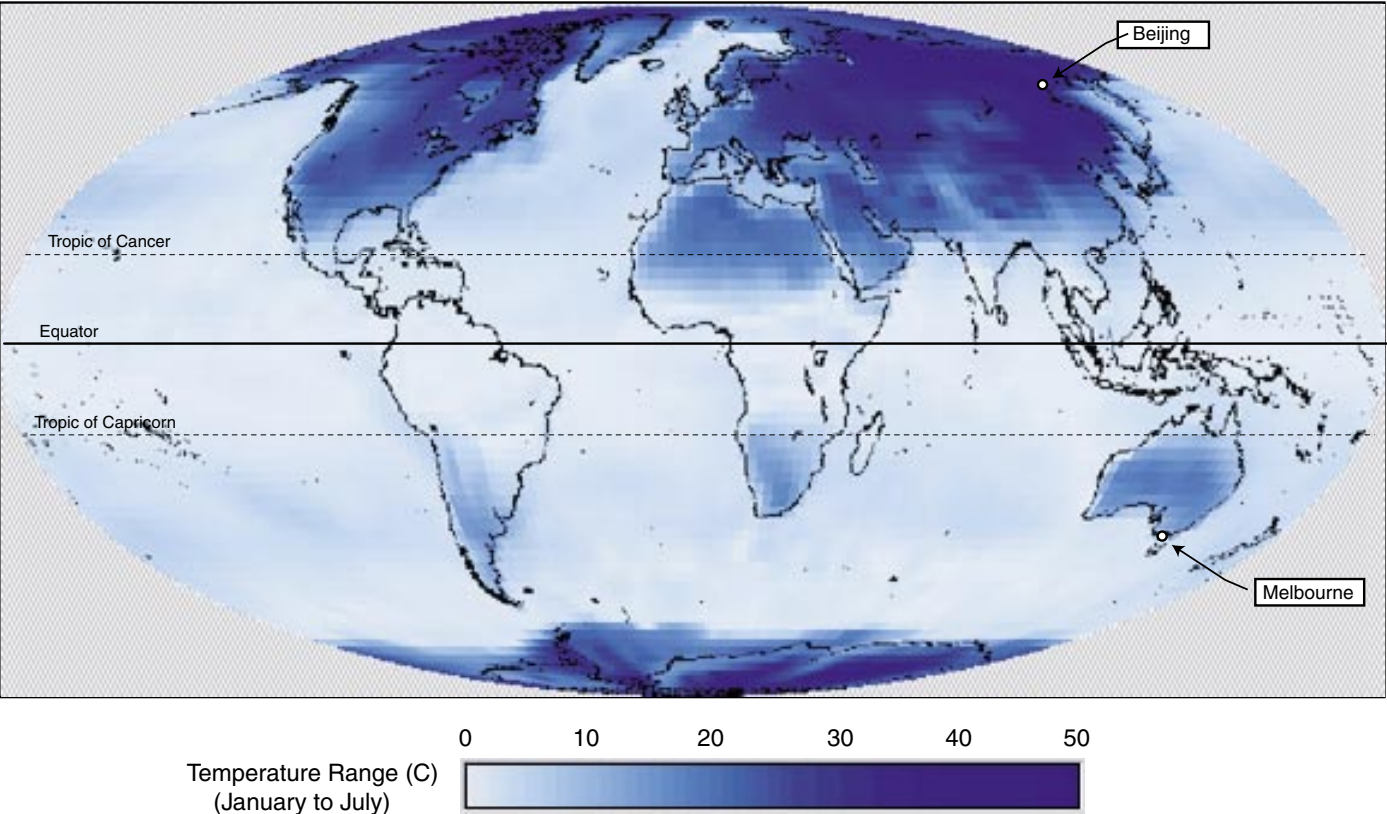 Beijing
Tropic of Cancer
Equator
Tropic of Capricorn
Melbourne
0 10 20 30 40 50
Temperature Range (C)
(January to July)